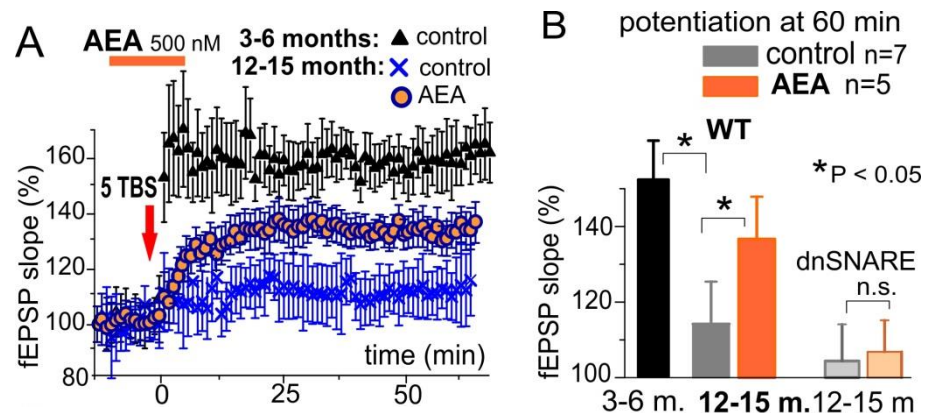 A
AEA 500 nM
3-6 months: ▲ control
12-15 month: × control
AEA
5 TBS
fEPSP slope (%)
160
140
120
100
80
0
25
50
time (min)
B
potentiation at 60 min
control n=7
AEA n=5
WT
*
*
*P < 0.05
dnSNARE
n.s.
fEPSP slope (%)
140
120
100
3-6 m.
12-15 m.
12-15 m